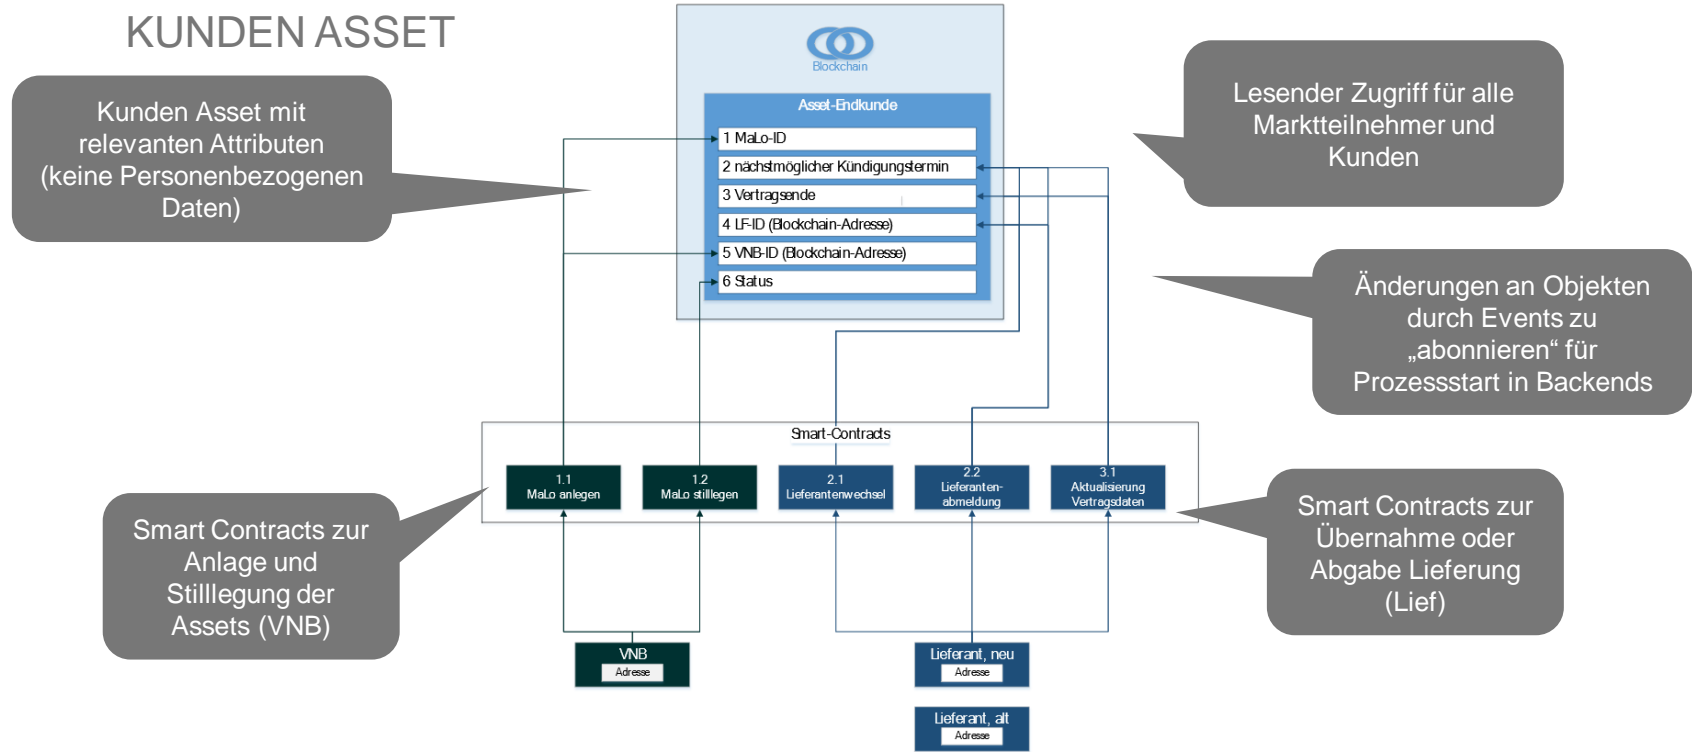 KUNDEN ASSET
Blockchain
Kunden Asset mit
relevanten Attributen
(keine Personenbezogenen
Daten)
Lesender Zugriff für alle
Marktteilnehmer und
Kunden
Asset-Endkunde
1 MaLo-ID
2 nächstmöglicher Kündigungstermin
3 Vertragsende
4 LF-ID (Blockchain-Adresse)
5 VNB-ID (Blockchain-Adresse)
6 Status
Änderungen an Objekten
durch Events zu
„abonnieren“ für
Prozessstart in Backends
Smart-Contracts
1.1
MaLo anlegen
1.2
MaLo stilllegen
2.1
Lieferantenwechsel
2.2
Lieferanten-
abmeldung
3.1
Aktualisierung
Vertragsdaten
Smart Contracts zur
Anlage und
Stilllegung der
Assets (VNB)
Smart Contracts zur
Übernahme oder
Abgabe Lieferung
(Lief)
VNB
Adresse
Lieferant, neu
Adresse
Lieferant, alt
Adresse